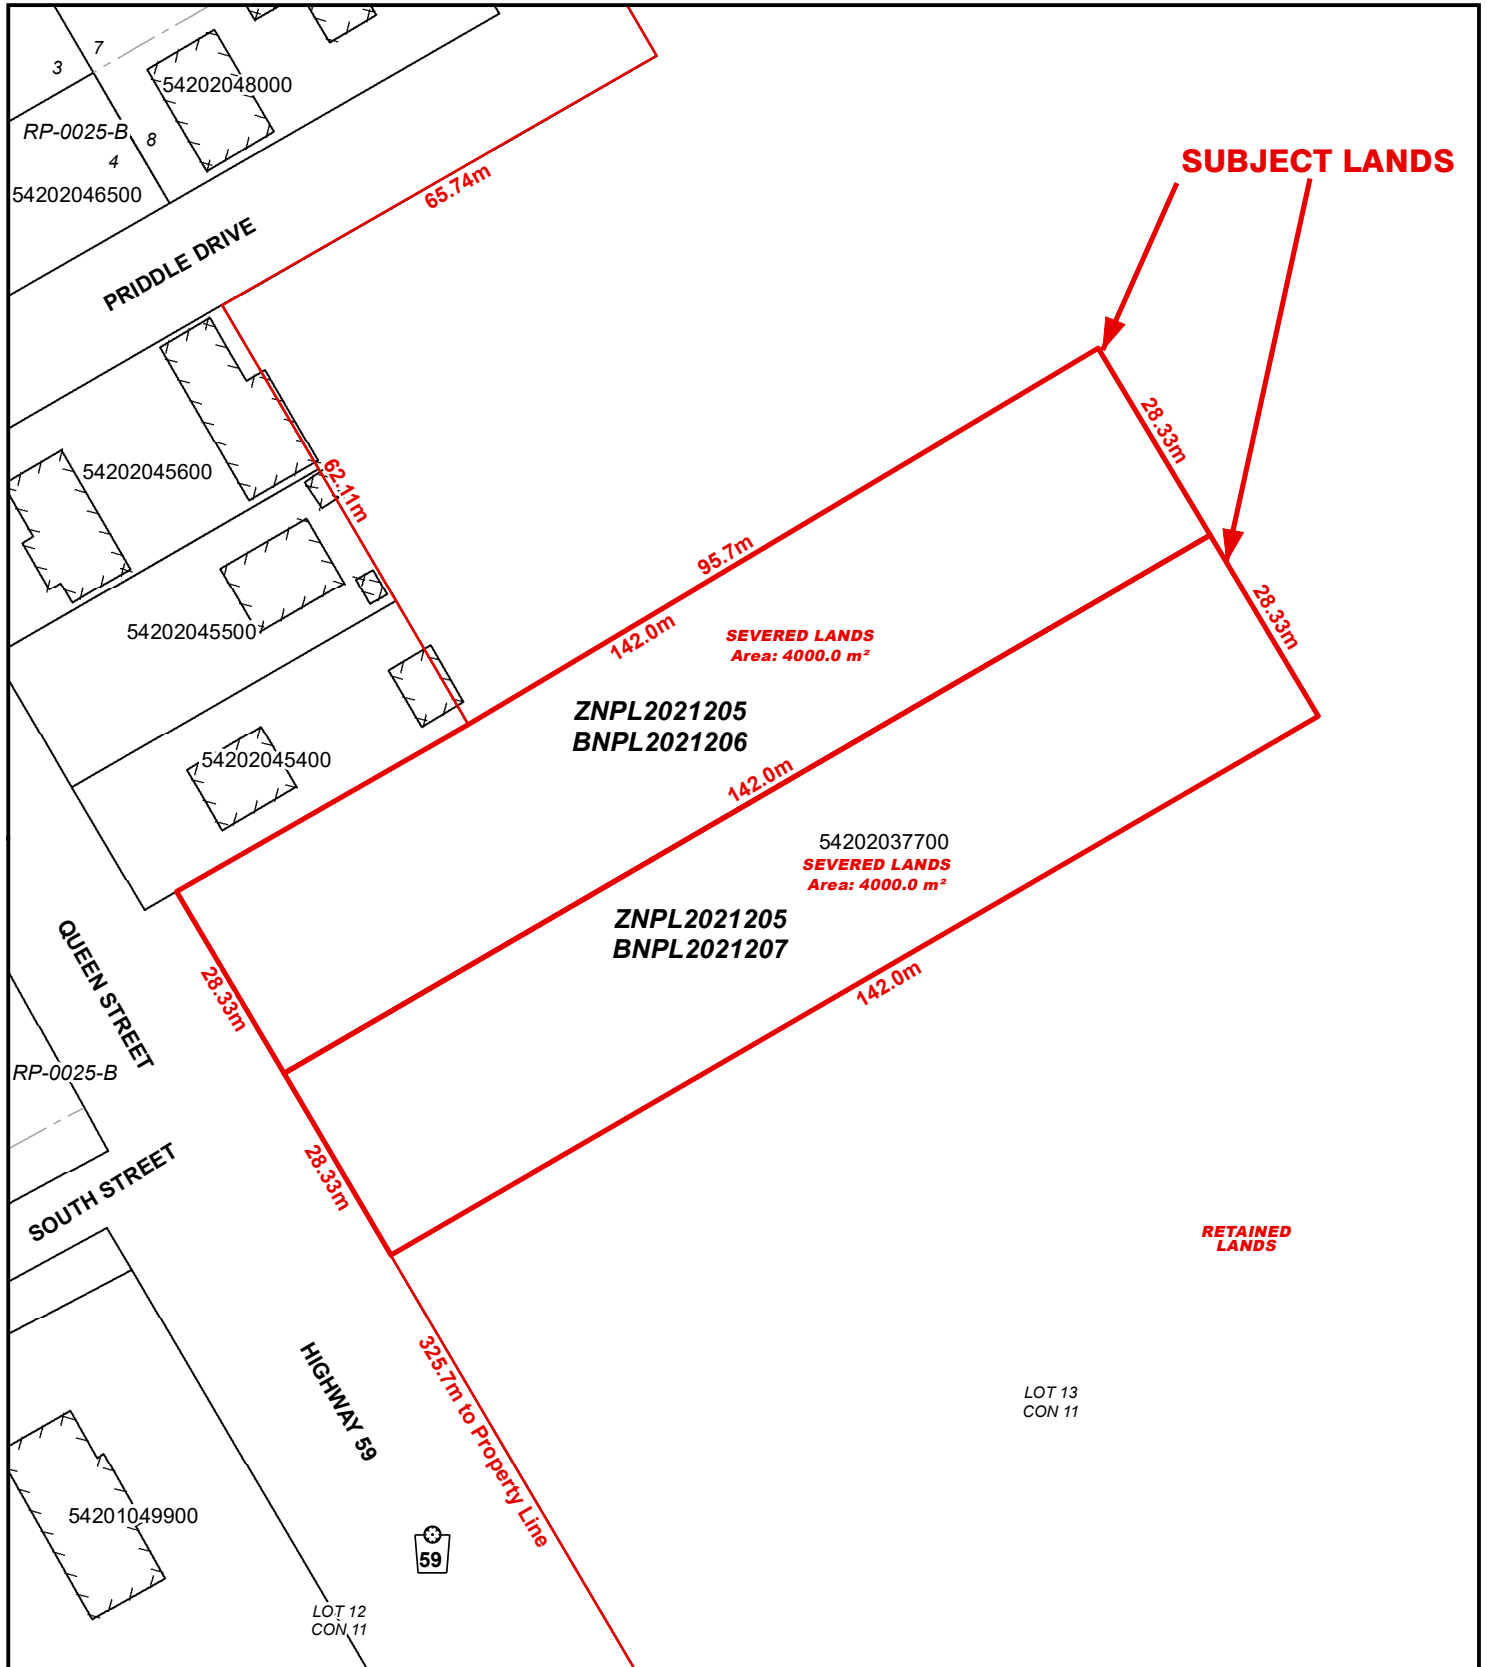 7
3
54202048000
RP-0025-B
8
4
54202046500
SUBJECT LANDS
65.74m
PRIDDLE DRIVE
28.33m
54202045600
62.11m
95.7m
28.33m
54202045500
142.0m
SEVERED LANDS
Area: 4000.0 m²
ZNPL2021205
BNPL2021206
54202045400
142.0m
54202037700
SEVERED LANDS
Area: 4000.0 m²
ZNPL2021205
BNPL2021207
QUEEN STREET
28.33m
142.0m
RP-0025-B
SOUTH STREET
28.33m
RETAINED
LANDS
HIGHWAY 59
325.7m to Property Line
LOT 13
CON 11
54201049900
59
LOT 12
CON 11